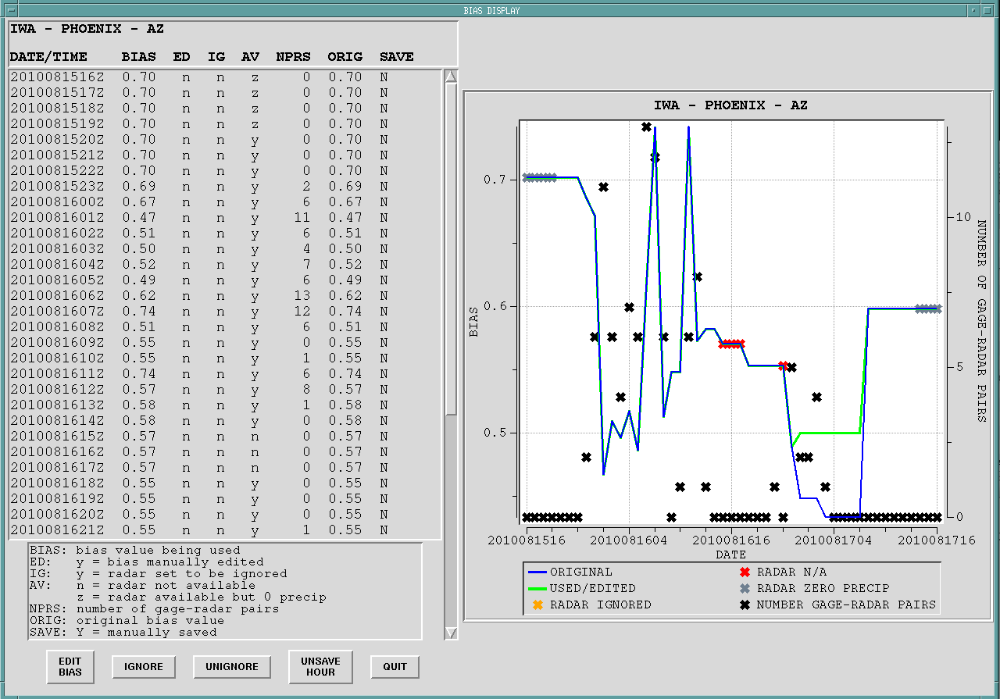 BIAS DISPLAY
IWA - PHOENIX - AZ
DATE/TIME BIAS ED IG AV NPRS ORIG SAVE
2010081516Z 0.70 n n z 0 0.70 N
2010081517Z 0.70 n n z 0 0.70 N
2010081518Z 0.70 n n z 0 0.70 N
2010081519Z 0.70 n n z 0 0.70 N
2010081520Z 0.70 n n y 0 0.70 N
2010081521Z 0.70 n n y 0 0.70 N
2010081522Z 0.70 n n y 0 0.70 N
2010081523Z 0.69 n n y 2 0.69 N
2010081600Z 0.67 n n y 6 0.67 N
2010081601Z 0.47 n n y 11 0.47 N
2010081602Z 0.51 n n y 6 0.51 N
2010081603Z 0.50 n n y 4 0.50 N
2010081604Z 0.52 n n y 7 0.52 N
2010081605Z 0.49 n n y 6 0.49 N
2010081606Z 0.62 n n y 13 0.62 N
2010081607Z 0.74 n n y 12 0.74 N
2010081608Z 0.51 n n y 6 0.51 N
2010081609Z 0.55 n n y 0 0.55 N
2010081610Z 0.55 n n y 1 0.55 N
2010081611Z 0.74 n n y 6 0.74 N
2010081612Z 0.57 n n y 8 0.57 N
2010081613Z 0.58 n n y 1 0.58 N
2010081614Z 0.58 n n y 0 0.58 N
2010081615Z 0.57 n n n 0 0.57 N
2010081616Z 0.57 n n n 0 0.57 N
2010081617Z 0.57 n n n 0 0.57 N
2010081618Z 0.55 n n y 0 0.55 N
2010081619Z 0.55 n n y 0 0.55 N
2010081620Z 0.55 n n y 0 0.55 N
2010081621Z 0.55 n n y 1 0.55 N
BIAS: bias value being used
ED: y = bias manually edited
IG: y = radar set to be ignored
AV: n = radar not available
z = radar available but 0 precip
NPRS: number of gage-radar pairs
ORIG: original bias value
SAVE: Y = manually saved
EDIT
BIAS
IGNORE
UNIGNORE
UNSAVE
HOUR
QUIT
IWA - PHOENIX - AZ
0.7
0.6
0.5
BIAS
10
5
0
NUMBER OF GAGE-RADAR PAIRS
2010081516 2010081604 2010081616 2010081704 2010081716
DATE
ORIGINAL
USED/EDITED
RADAR IGNORED
RADAR N/A
RADAR ZERO PRECIP
NUMBER GAGE-RADAR PAIRS